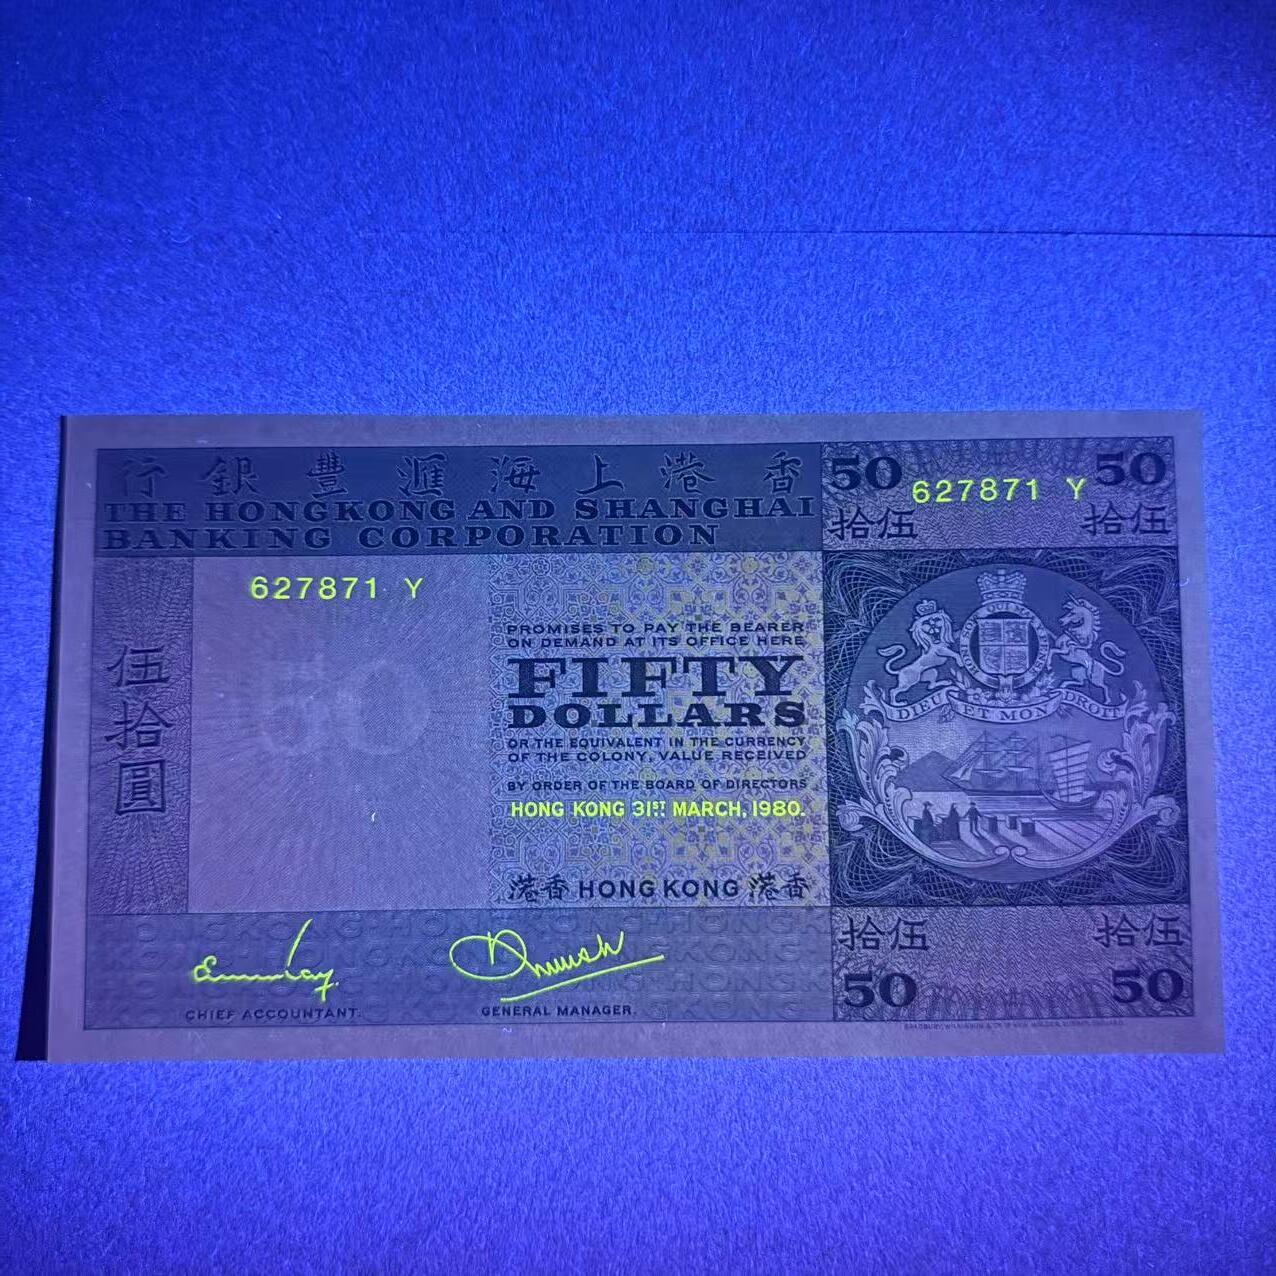 行銀豐滙海上港香
THE HONGKONG AND SHANGHAI
BANKING CORPORATION
50
50
627871 Y
拾伍
拾伍
627871 Y
伍拾圓
50
PROMISES TO PAY THE BEARER
ON DEMAND AT ITS OFFICE HERE
FIFTY
DOLLARS
OR THE EQUIVALENT IN THE CURRENCY
OF THE COLONY, VALUE RECEIVED
BY ORDER OF THE BOARD OF DIRECTORS
HONG KONG 31ST MARCH, 1980.
港香 HONG KONG 港香
DIEU ET MON DROIT
CHIEF ACCOUNTANT.
GENERAL MANAGER.
拾伍
拾伍
50
50